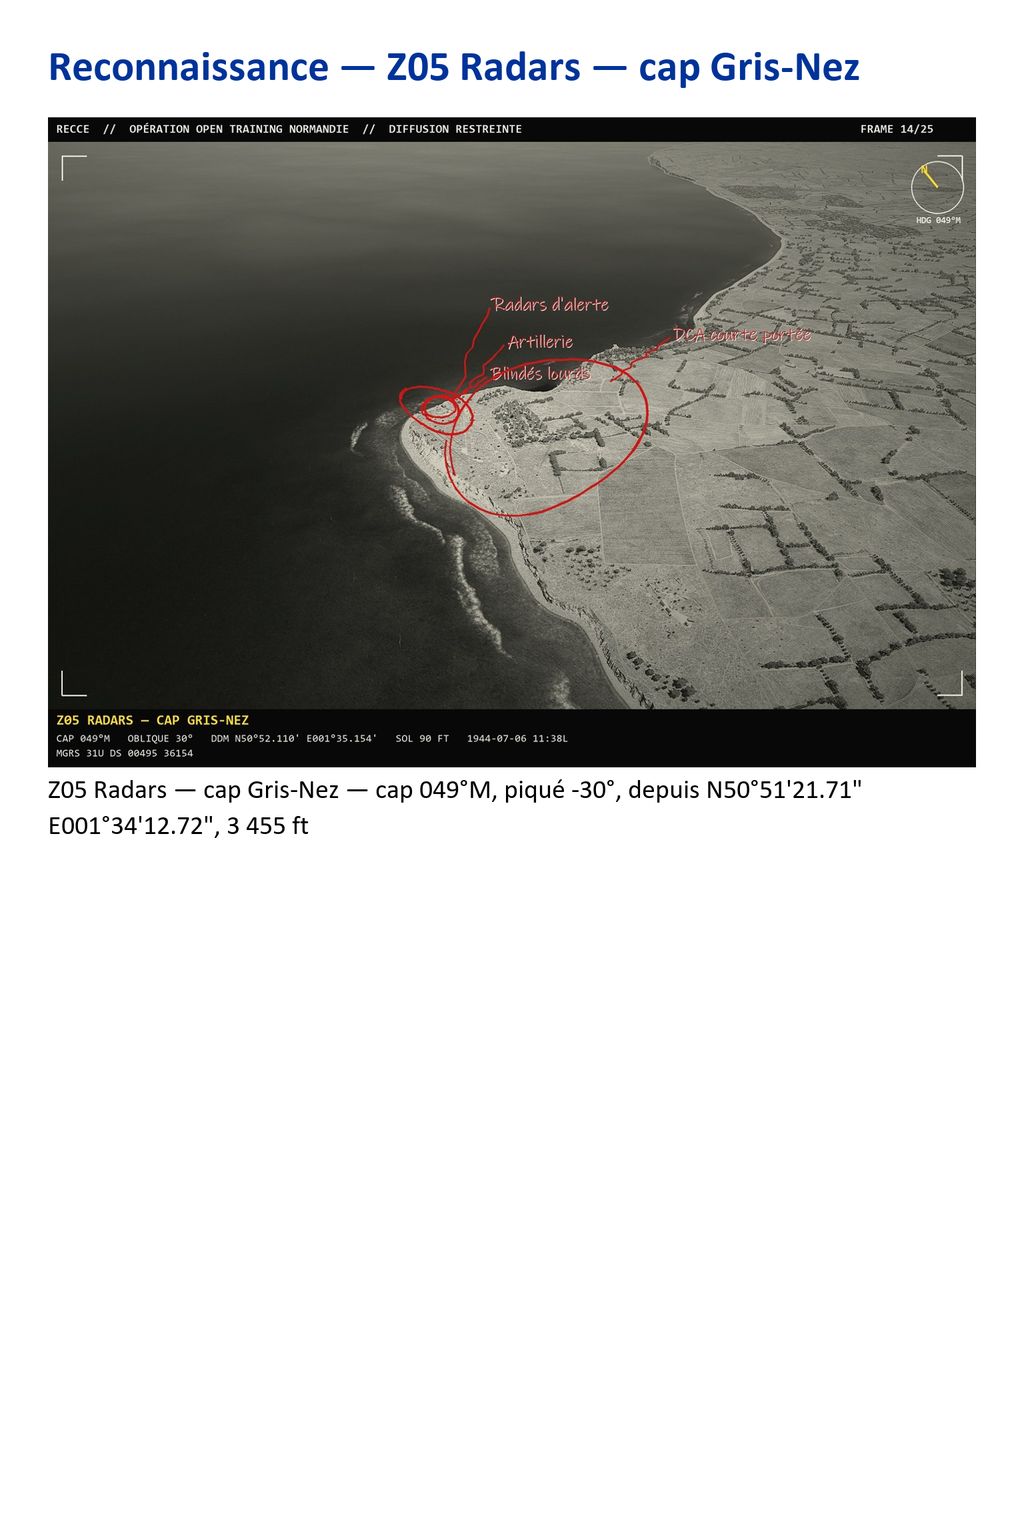 Reconnaissance — Z05 Radars — cap Gris-Nez
RECCE // OPÉRATION OPEN TRAINING NORMANDIE // DIFFUSION RESTREINTE FRAME 14/25
N
HDG 049°M
Radars d'alerte
DCA courte portée
Artillerie
Blindés lourds
Z05 RADARS — CAP GRIS-NEZ
CAP 049°M OBLIQUE 30° DDM N50°52.110' E001°35.154' SOL 90 FT 1944-07-06 11:38L
MGRS 31U DS 00495 36154
Z05 Radars — cap Gris-Nez — cap 049°M, piqué -30°, depuis N50°51'21.71"
E001°34'12.72", 3 455 ft